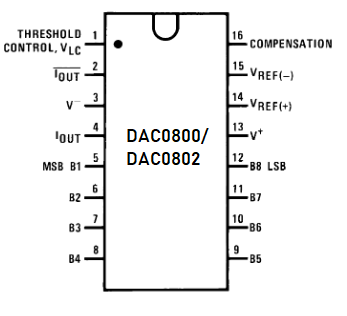 THRESHOLD
CONTROL, VLC 1
16 COMPENSATION
IOUT 2
15 VREF(−)
V− 3
14 VREF(+)
IOUT 4
13 V+
DAC0800/
DAC0802
MSB B1 5
12 B8 LSB
B2 6
11 B7
B3 7
10 B6
B4 8
9 B5